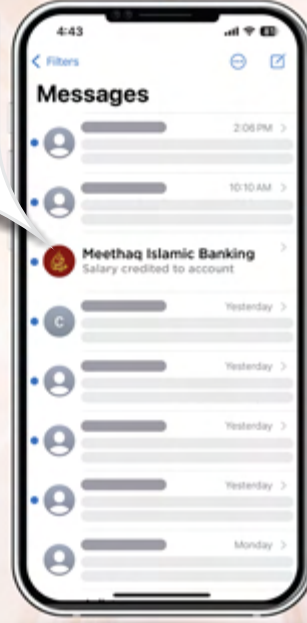 4:43
Filters
Messages
2:06 PM
10:10 AM
Meethaq Islamic Banking
Salary credited to account
C
Yesterday
Yesterday
Yesterday
Yesterday
Monday